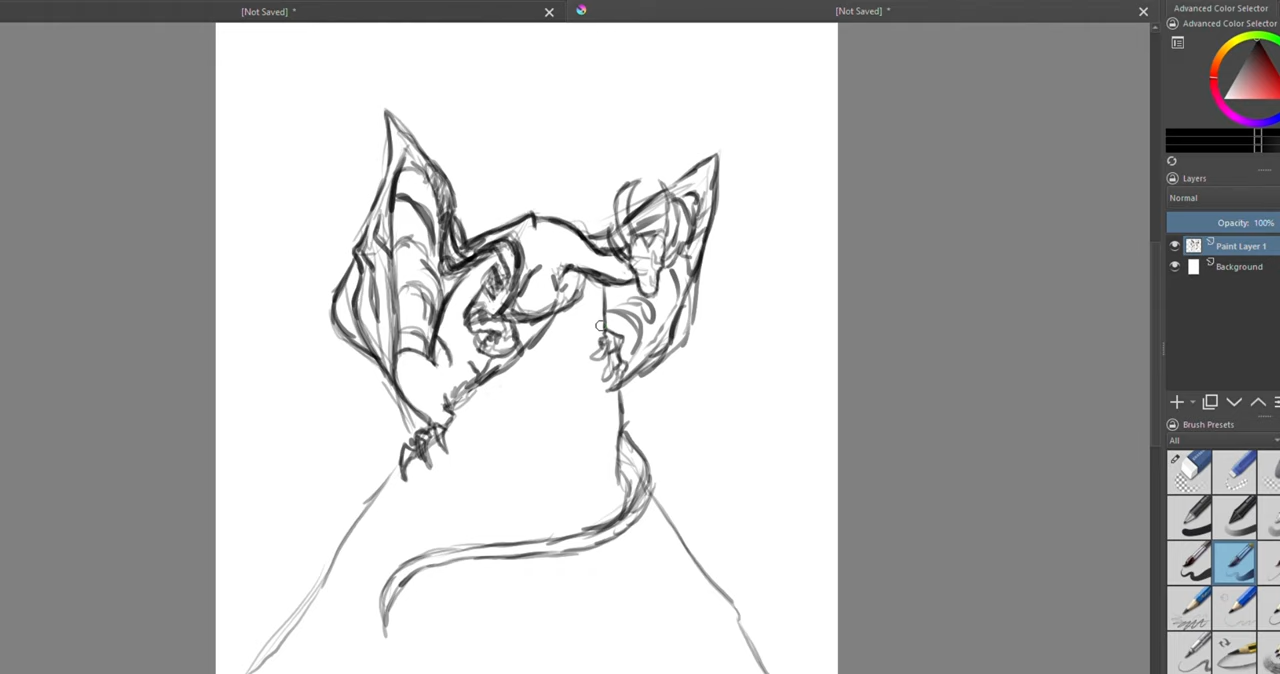 [Not Saved] *
[Not Saved] *
Advanced Color Selector
Advanced Color Selector
Layers
Normal
Opacity: 100%
Paint Layer 1
Background
Brush Presets
All